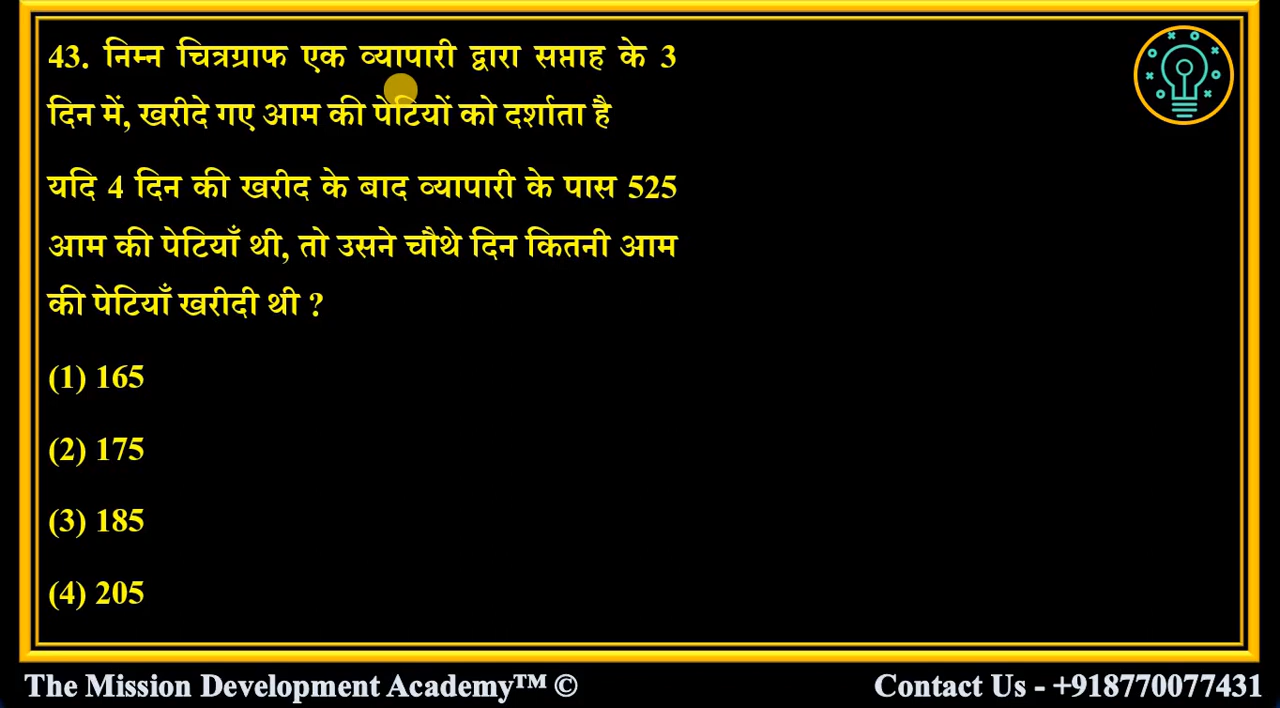 43. निम्न चित्रग्राफ एक व्यापारी द्वारा सप्ताह के 3
दिन में, खरीदे गए आम की पेटियों को दर्शाता है
यदि 4 दिन की खरीद के बाद व्यापारी के पास 525
आम की पेटियाँ थी, तो उसने चौथे दिन कितनी आम
की पेटियाँ खरीदी थी ?
(1) 165
(2) 175
(3) 185
(4) 205
The Mission Development Academy™ © Contact Us - +918770077431